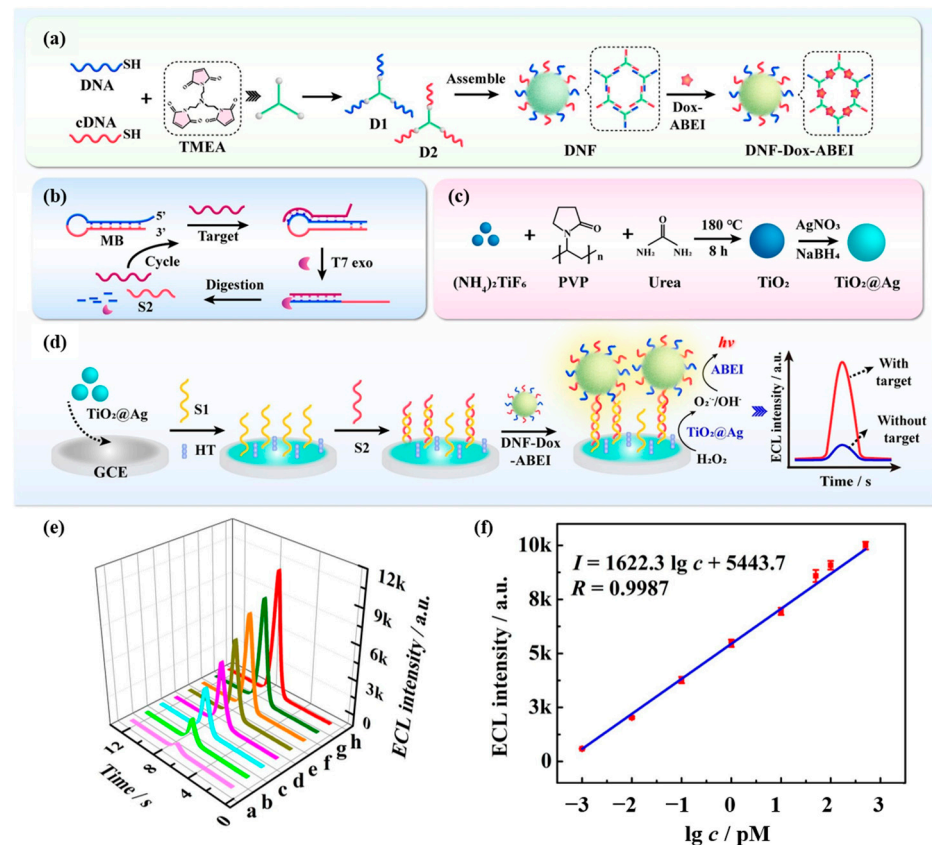 (a)
DNA
SH
cDNA
SH
+
TMEA
D1
D2
Assemble
DNF
Dox-
ABEI
DNF-Dox-ABEI
(b)
MB
5’
3’
Target
T7 exo
Digestion
S2
Cycle
(c)
(NH₄)₂TiF₆
+
O
N
n
PVP
+
O
NH₂ NH₂
Urea
180 °C
8 h
TiO₂
AgNO₃
NaBH₄
TiO₂@Ag
(d)
TiO₂@Ag
GCE
S1
HT
S2
DNF-Dox
-ABEI
hν
ABEI
O₂·⁻/OH·
TiO₂@Ag
H₂O₂
ECL intensity / a.u.
With
target
Without
target
Time / s
(e)
12k
9k
6k
3k
0
ECL intensity / a.u.
12
8
4
0
Time / s
a b c d e f g h
(f)
I = 1622.3 lg c + 5443.7
R = 0.9987
10k
8k
5k
3k
0
ECL intensity / a.u.
−3 −2 −1 0 1 2 3
lg c / pM